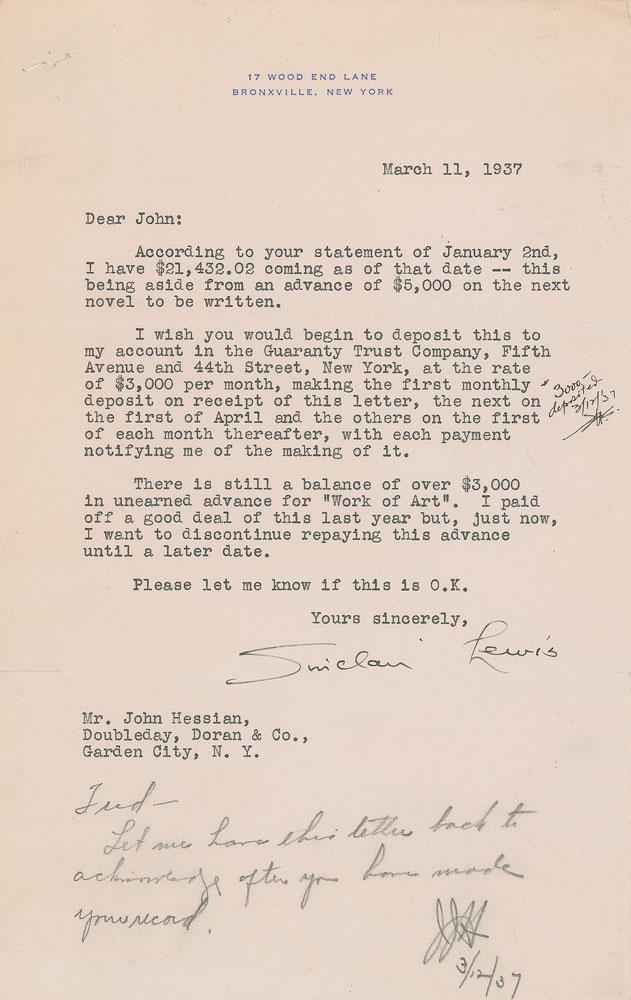 17 WOOD END LANE
BRONXVILLE, NEW YORK
March 11, 1937
Dear John:
According to your statement of January 2nd,
I have $21,432.02 coming as of that date -- this
being aside from an advance of $5,000 on the next
novel to be written.
I wish you would begin to deposit this to
my account in the Guaranty Trust Company, Fifth
Avenue and 44th Street, New York, at the rate
of $3,000 per month, making the first monthly
deposit on receipt of this letter, the next on
the first of April and the others on the first
of each month thereafter, with each payment
notifying me of the making of it.
3000-
deposited
3/12/37
There is still a balance of over $3,000
in unearned advance for "Work of Art".  I paid
off a good deal of this last year but, just now,
I want to discontinue repaying this advance
until a later date.
Please let me know if this is O.K.
Yours sincerely,
Sinclair Lewis
Mr. John Hessian,
Doubleday, Doran & Co.,
Garden City, N. Y.
Fred—
Let me have this letter back to
acknowledge after you have made
your record.
JJH
3/12/37